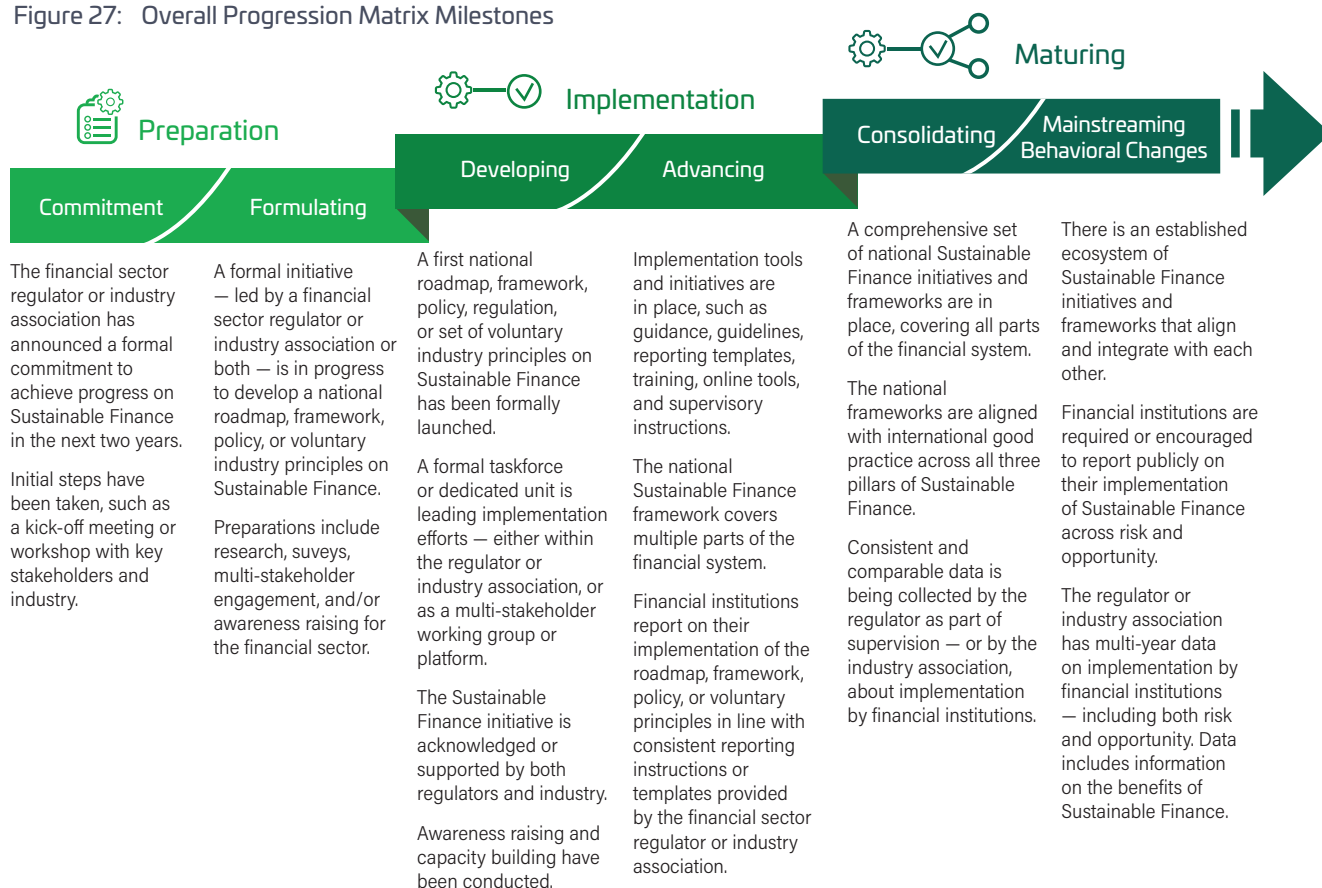 Figure 27: Overall Progression Matrix Milestones
Preparation
Commitment
Formulating
The financial sector
regulator or industry
association has
announced a formal
commitment to
achieve progress on
Sustainable Finance
in the next two years.
Initial steps have
been taken, such as
a kick-off meeting or
workshop with key
stakeholders and
industry.
A formal initiative
— led by a financial
sector regulator or
industry association or
both — is in progress
to develop a national
roadmap, framework,
policy, or voluntary
industry principles on
Sustainable Finance.
Preparations include
research, suveys,
multi-stakeholder
engagement, and/or
awareness raising for
the financial sector.
Implementation
Developing
Advancing
A first national
roadmap, framework,
policy, regulation,
or set of voluntary
industry principles on
Sustainable Finance
has been formally
launched.
A formal taskforce
or dedicated unit is
leading implementation
efforts — either within
the regulator or
industry association, or
as a multi-stakeholder
working group or
platform.
The Sustainable
Finance initiative is
acknowledged or
supported by both
regulators and industry.
Awareness raising and
capacity building have
been conducted.
Implementation tools
and initiatives are
in place, such as
guidance, guidelines,
reporting templates,
training, online tools,
and supervisory
instructions.
The national
Sustainable Finance
framework covers
multiple parts of the
financial system.
Financial institutions
report on their
implementation of the
roadmap, framework,
policy, or voluntary
principles in line with
consistent reporting
instructions or
templates provided
by the financial sector
regulator or industry
association.
Maturing
Consolidating
Mainstreaming
Behavioral Changes
A comprehensive set
of national Sustainable
Finance initiatives and
frameworks are in
place, covering all parts
of the financial system.
The national
frameworks are aligned
with international good
practice across all three
pillars of Sustainable
Finance.
Consistent and
comparable data is
being collected by the
regulator as part of
supervision — or by the
industry association,
about implementation
by financial institutions.
There is an established
ecosystem of
Sustainable Finance
initiatives and
frameworks that align
and integrate with each
other.
Financial institutions are
required or encouraged
to report publicly on
their implementation
of Sustainable Finance
across risk and
opportunity.
The regulator or
industry association
has multi-year data
on implementation by
financial institutions
— including both risk
and opportunity. Data
includes information
on the benefits of
Sustainable Finance.